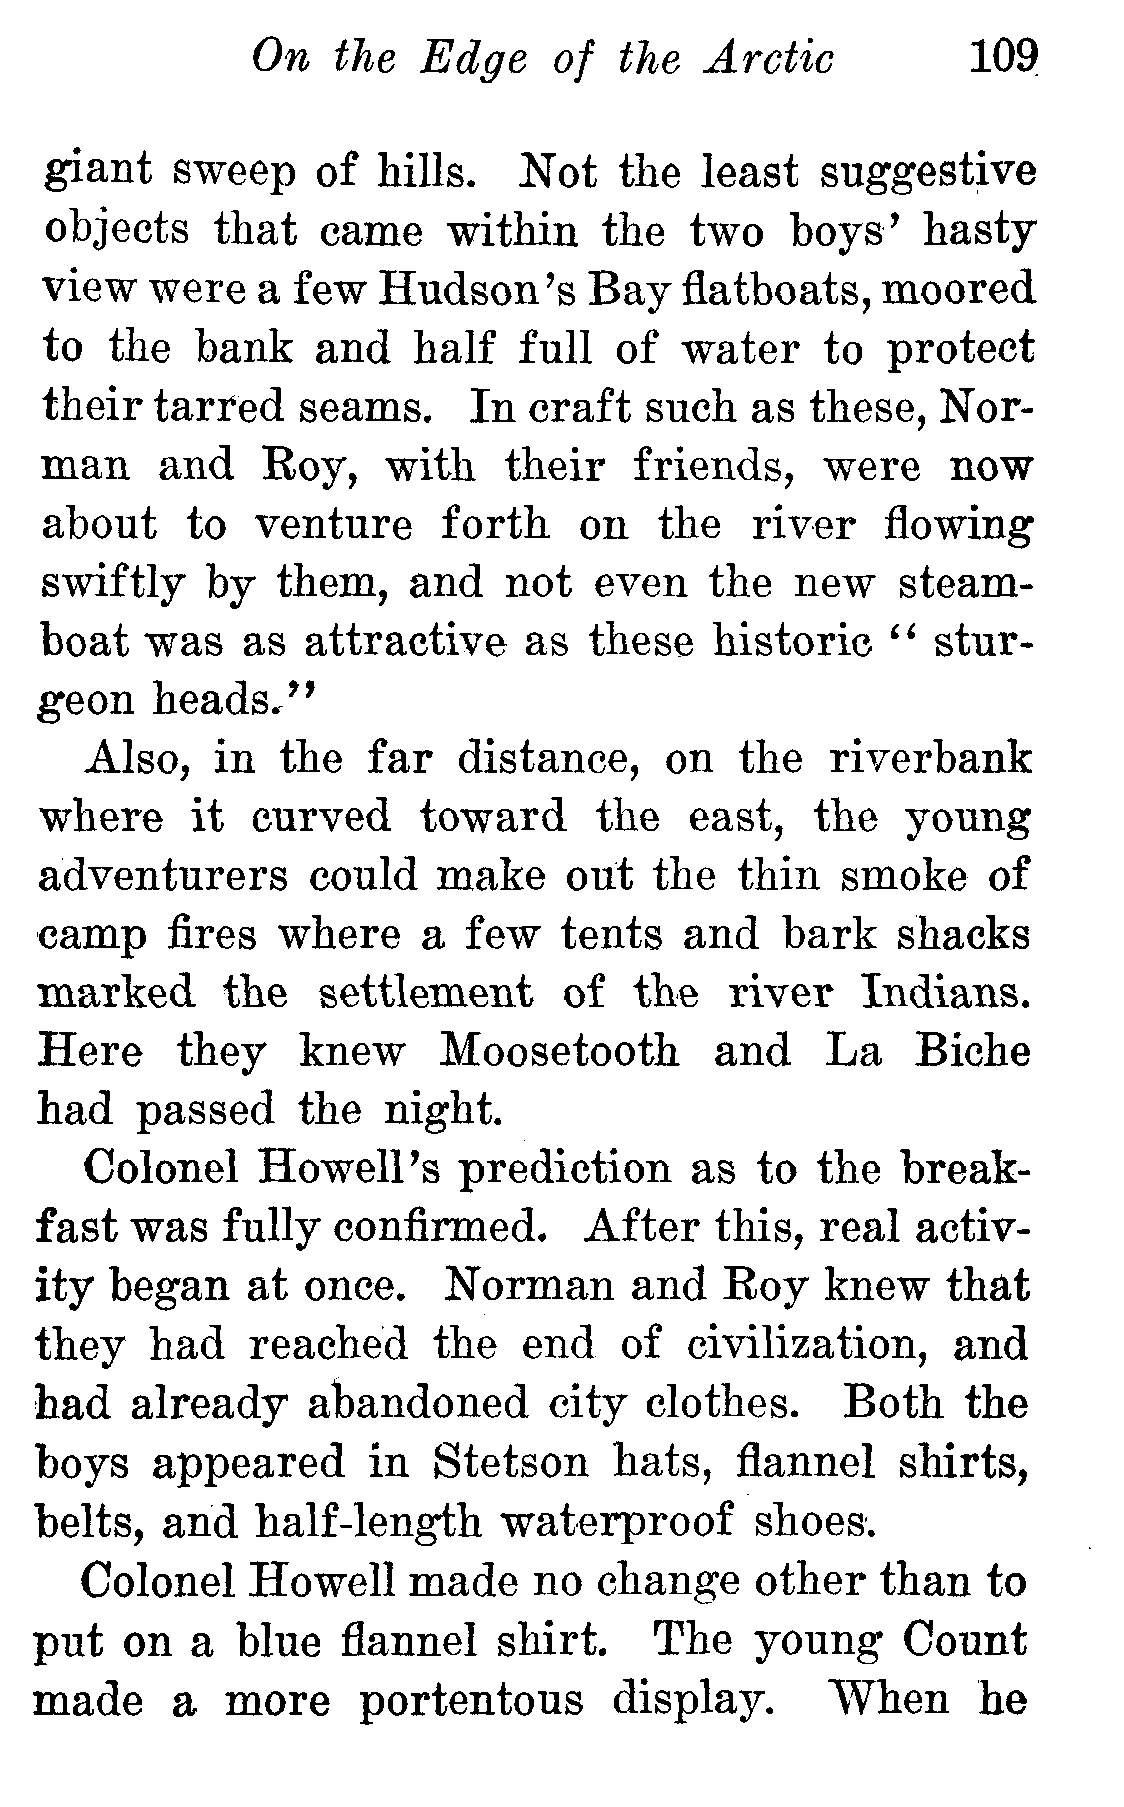 On the Edge of the Arctic 109
giant sweep of hills. Not the least suggestive
objects that came within the two boys' hasty
view were a few Hudson's Bay flatboats, moored
to the bank and half full of water to protect
their tarred seams. In craft such as these, Nor-
man and Roy, with their friends, were now
about to venture forth on the river flowing
swiftly by them, and not even the new steam-
boat was as attractive as these historic " stur-
geon heads."
Also, in the far distance, on the riverbank
where it curved toward the east, the young
adventurers could make out the thin smoke of
camp fires where a few tents and bark shacks
marked the settlement of the river Indians.
Here they knew Moosetooth and La Biche
had passed the night.
Colonel Howell's prediction as to the break-
fast was fully confirmed. After this, real activ-
ity began at once. Norman and Roy knew that
they had reached the end of civilization, and
had already abandoned city clothes. Both the
boys appeared in Stetson hats, flannel shirts,
belts, and half-length waterproof shoes.
Colonel Howell made no change other than to
put on a blue flannel shirt. The young Count
made a more portentous display. When he